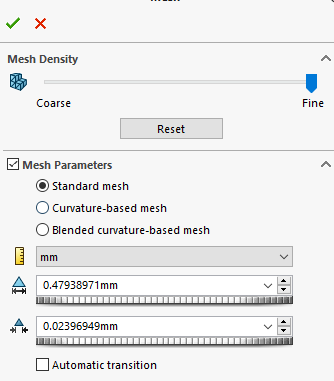 Mesh Density
Coarse Fine
Reset
Mesh Parameters
Standard mesh
Curvature-based mesh
Blended curvature-based mesh
mm
0.47938971mm
0.02396949mm
Automatic transition